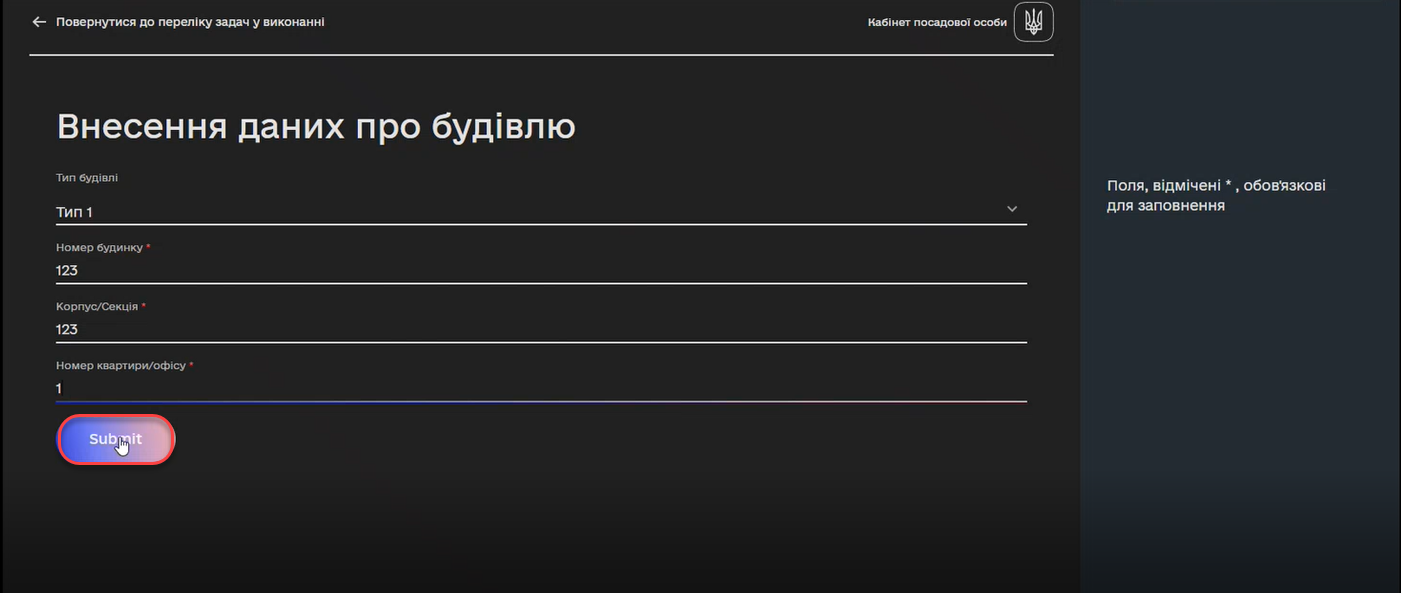 Повернутися до переліку задач у виконанні
Кабінет посадової особи
Внесення даних про будівлю
Тип будівлі
Тип 1
Номер будинку *
123
Корпус/Секція *
123
Номер квартири/офісу *
1
Submit
Поля, відмічені * , обов'язкові
для заповнення